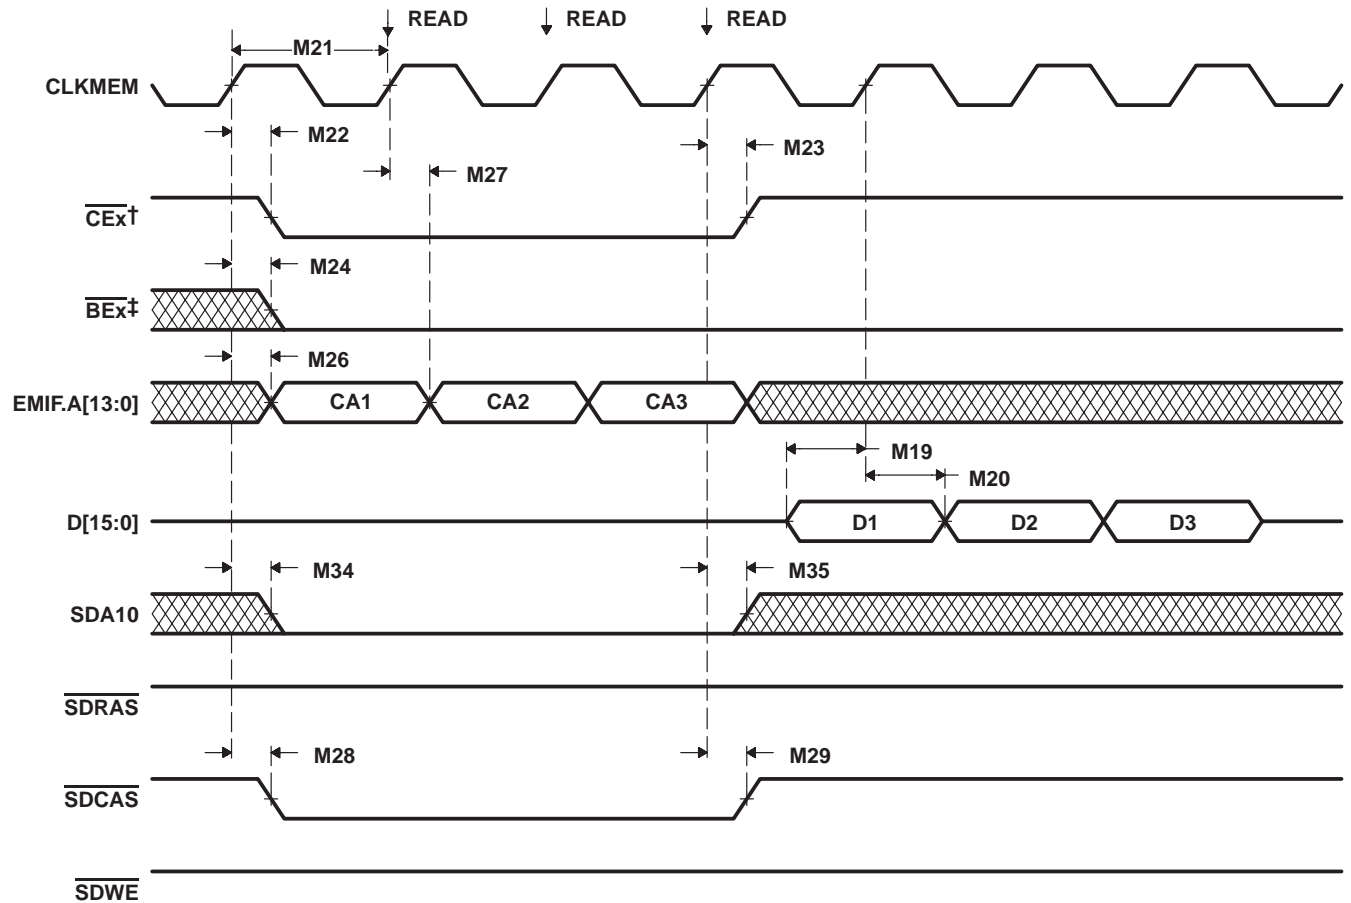 READ READ READ
M21
CLKMEM
M22 M23
M27
CEx†
M24
BEx‡
M26
EMIF.A[13:0] CA1 CA2 CA3
M19
M20
D[15:0] D1 D2 D3
M34 M35
SDA10
SDRAS
M28 M29
SDCAS
SDWE